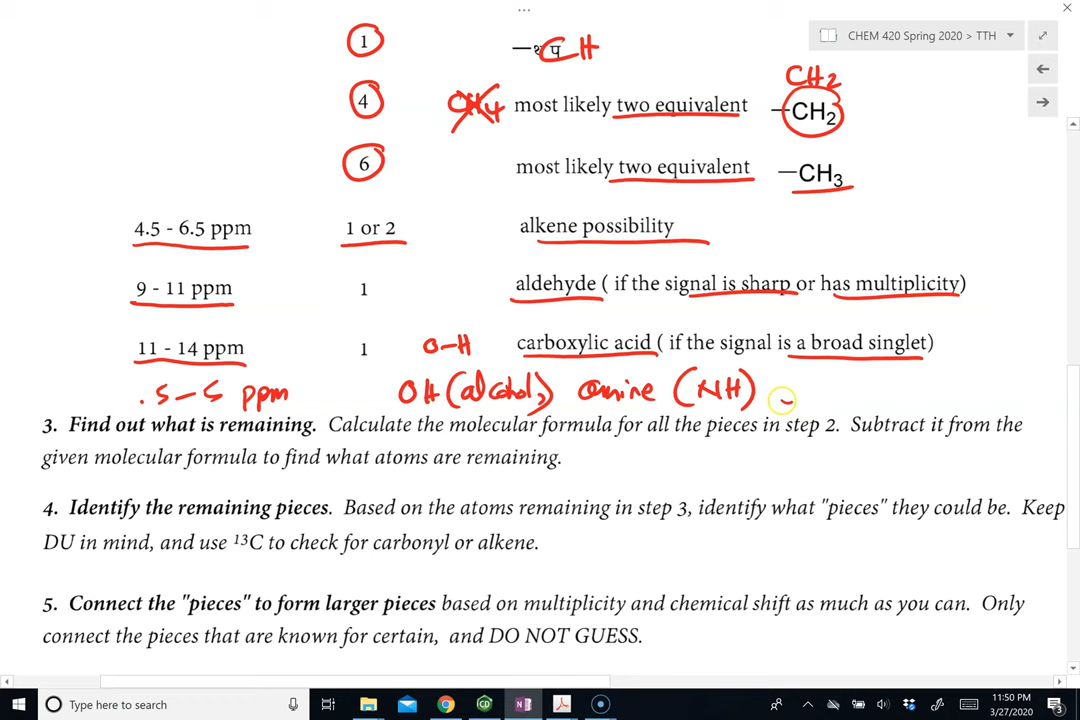 CHEM 420 Spring 2020 > TTH
1 CH
CH2
4 CH4 most likely two equivalent —CH2
6 most likely two equivalent —CH3
4.5 - 6.5 ppm 1 or 2 alkene possibility
9 - 11 ppm 1 aldehyde ( if the signal is sharp or has multiplicity)
11 - 14 ppm 1 O-H carboxylic acid ( if the signal is a broad singlet)
.5 - 5 ppm OH (alcohol) amine (NH)
3. Find out what is remaining. Calculate the molecular formula for all the pieces in step 2. Subtract it from the
given molecular formula to find what atoms are remaining.
4. Identify the remaining pieces. Based on the atoms remaining in step 3, identify what "pieces" they could be. Keep
DU in mind, and use ¹³C to check for carbonyl or alkene.
5. Connect the "pieces" to form larger pieces based on multiplicity and chemical shift as much as you can. Only
connect the pieces that are known for certain, and DO NOT GUESS.
Type here to search
11:50 PM
3/27/2020